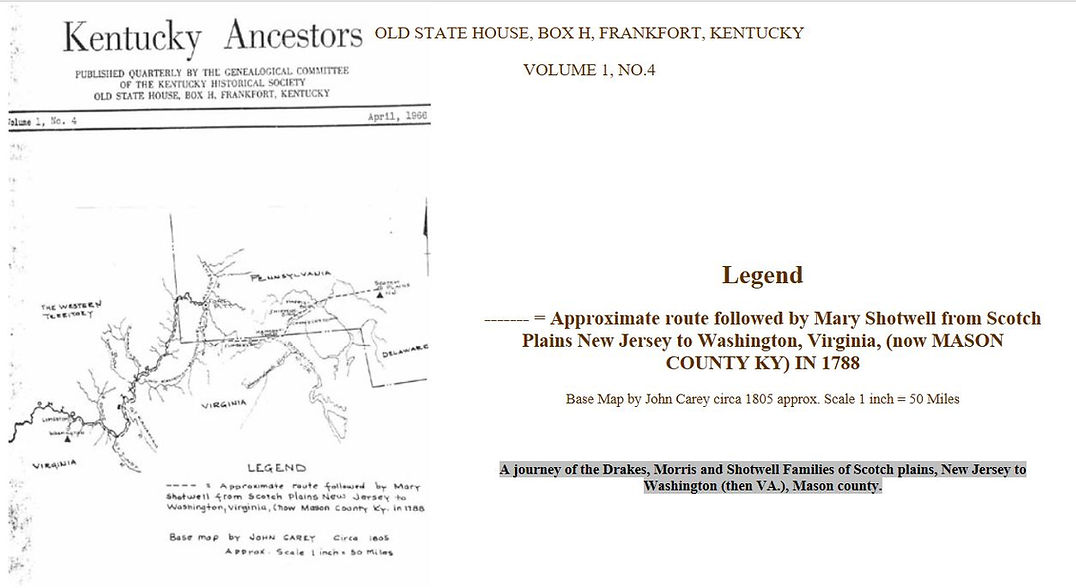 Kentucky Ancestors
PUBLISHED QUARTERLY BY THE GENEALOGICAL COMMITTEE
OF THE KENTUCKY HISTORICAL SOCIETY
OLD STATE HOUSE, BOX H, FRANKFORT, KENTUCKY
olume 1, No. 4
April, 1966
PENNSYLVANIA
SCOTCH
PLAINS
THE WESTERN
TERRITORY
DELAWARE
VIRGINIA
LIMESTONE
WASHINGTON
VIRGINIA
LEGEND
---- = Approximate route followed by Mary
Shotwell from Scotch Plains New Jersey to
Washington, Virginia, (now Mason County Ky. in 1788
Base map by JOHN CAREY Circa 1805
Approx. Scale 1 inch = 50 Miles
OLD STATE HOUSE, BOX H, FRANKFORT, KENTUCKY
VOLUME 1, NO.4
Legend
------- = Approximate route followed by Mary Shotwell from Scotch
Plains New Jersey to Washington, Virginia, (now MASON
COUNTY KY) IN 1788
Base Map by John Carey circa 1805 approx. Scale 1 inch = 50 Miles
A journey of the Drakes, Morris and Shotwell Families of Scotch plains, New Jersey to
Washington (then VA.), Mason county.